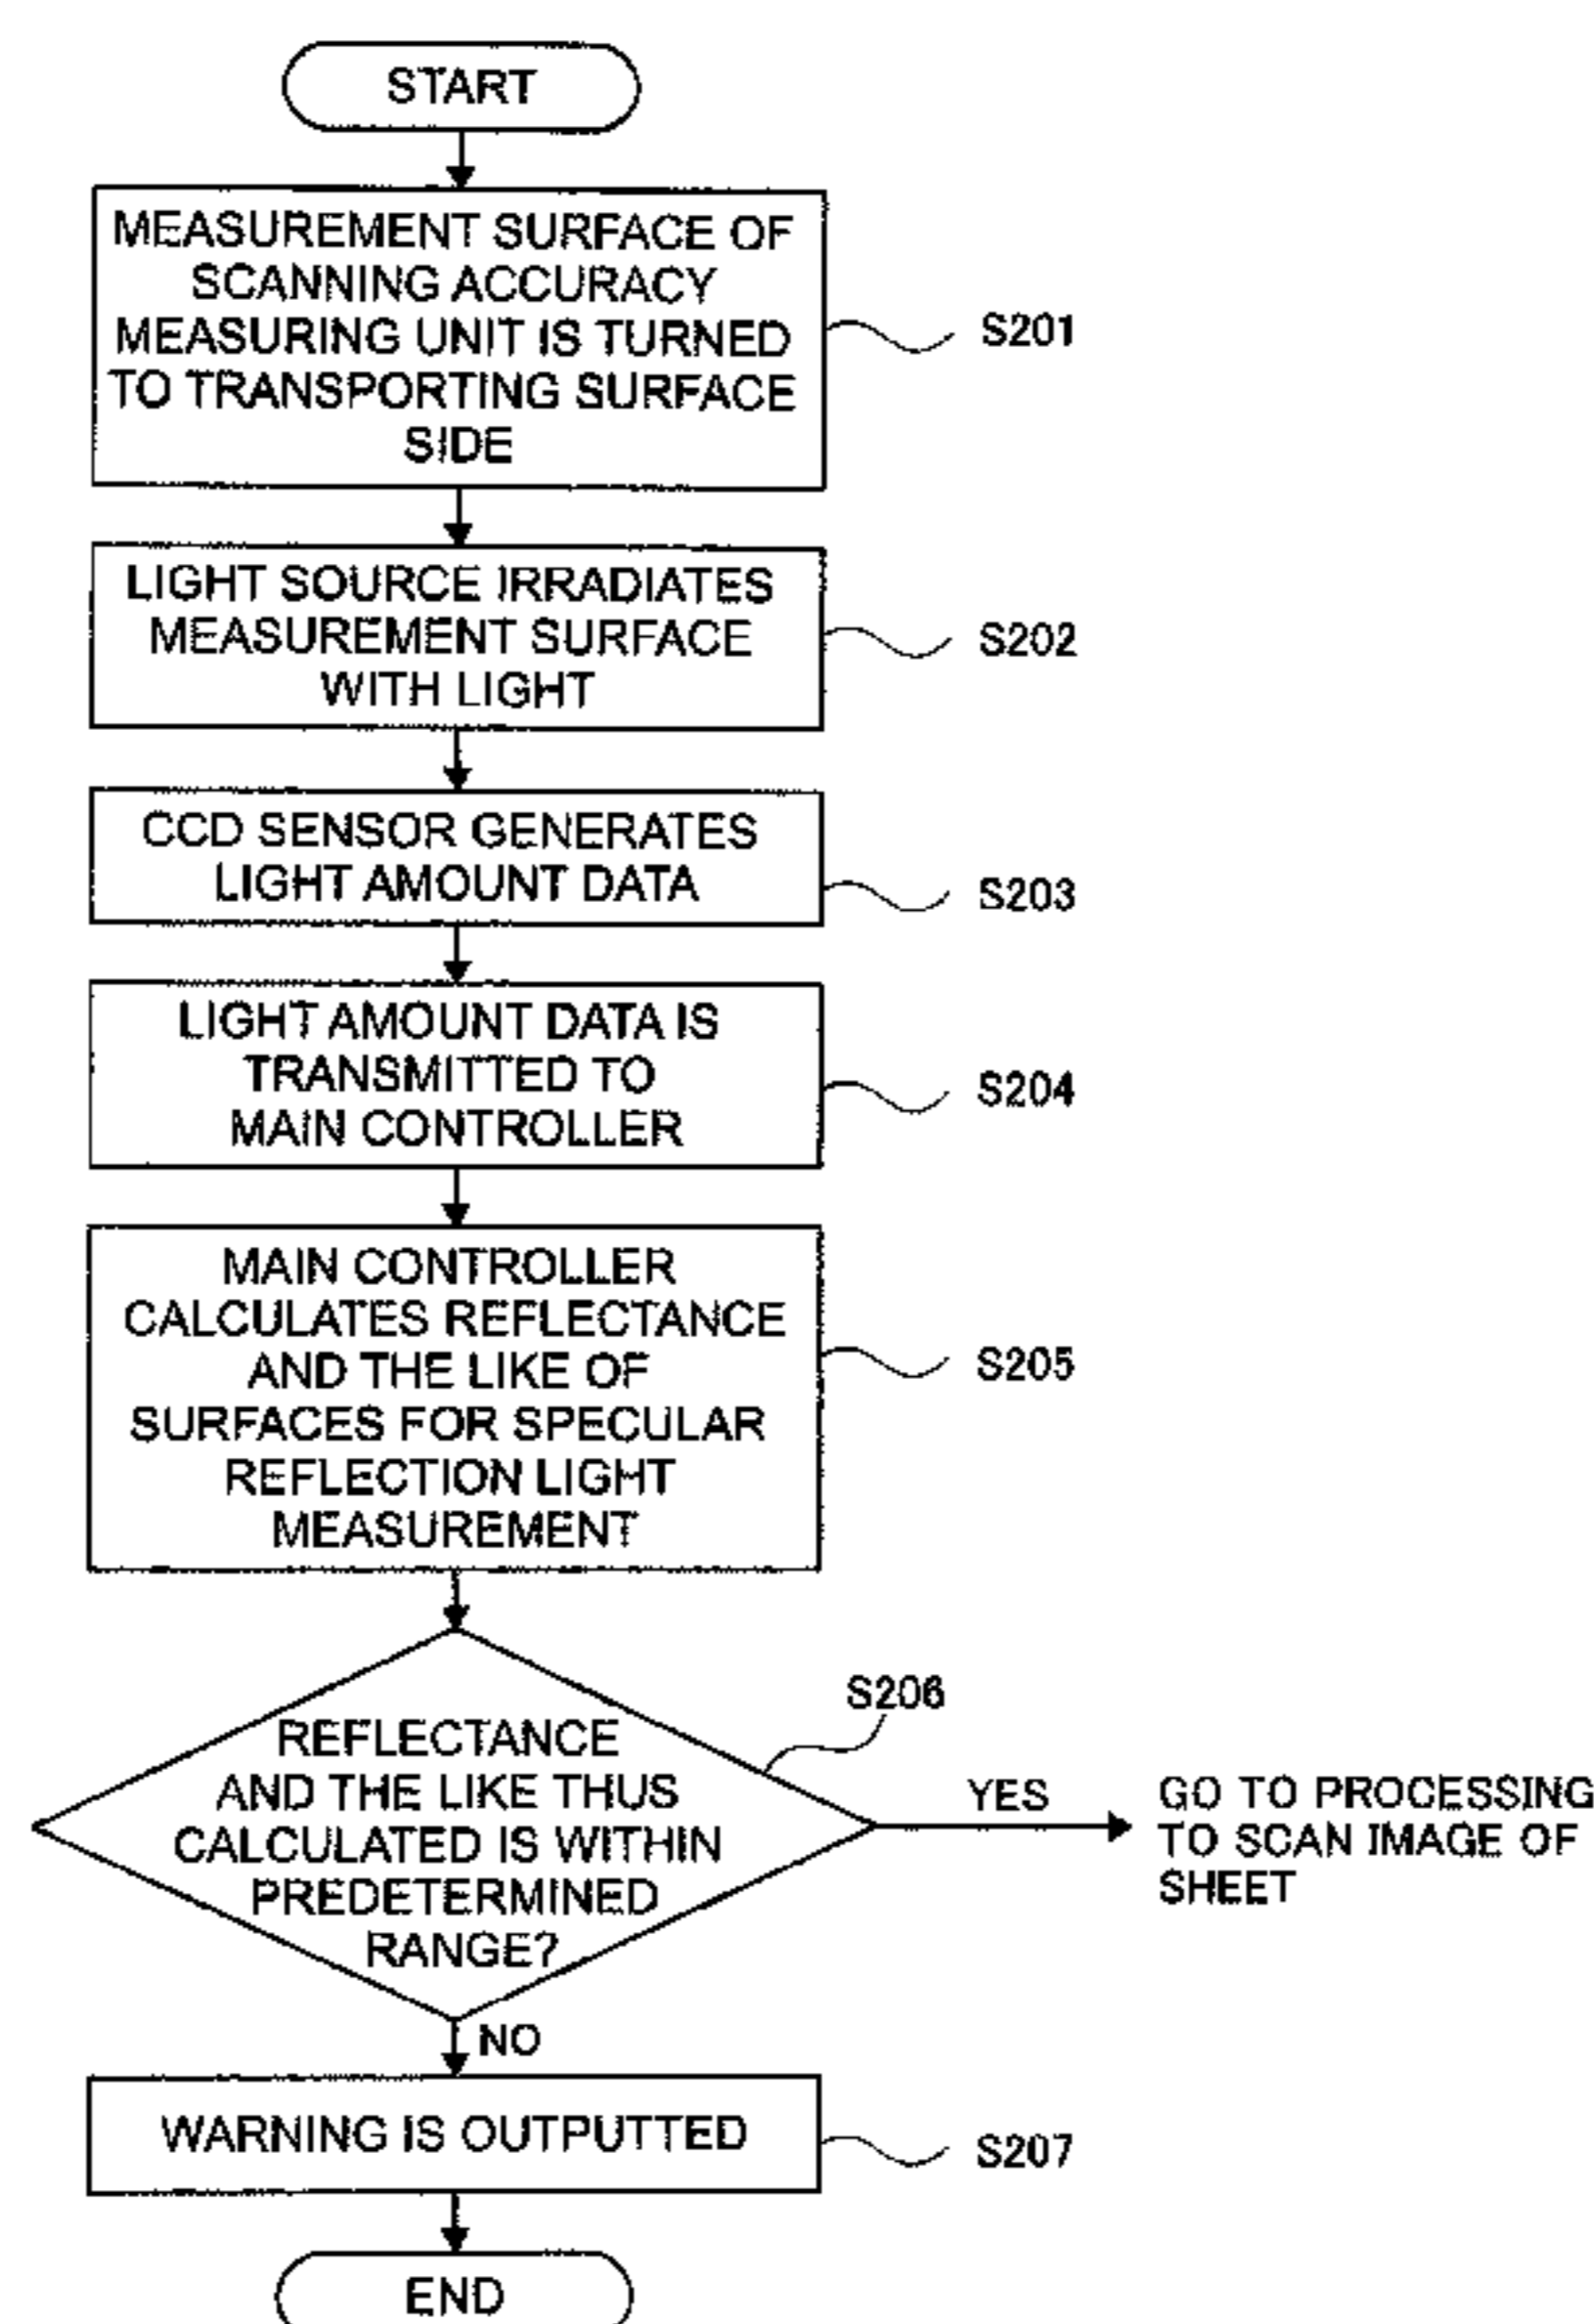 START
MEASUREMENT SURFACE OF
SCANNING ACCURACY
MEASURING UNIT IS TURNED
TO TRANSPORTING SURFACE
SIDE
S201
LIGHT SOURCE IRRADIATES
MEASUREMENT SURFACE
WITH LIGHT
S202
CCD SENSOR GENERATES
LIGHT AMOUNT DATA
S203
LIGHT AMOUNT DATA IS
TRANSMITTED TO
MAIN CONTROLLER
S204
MAIN CONTROLLER
CALCULATES REFLECTANCE
AND THE LIKE OF
SURFACES FOR SPECULAR
REFLECTION LIGHT
MEASUREMENT
S205
S206
REFLECTANCE
AND THE LIKE THUS
CALCULATED IS WITHIN
PREDETERMINED
RANGE?
YES
GO TO PROCESSING
TO SCAN IMAGE OF
SHEET
NO
WARNING IS OUTPUTTED
S207
END